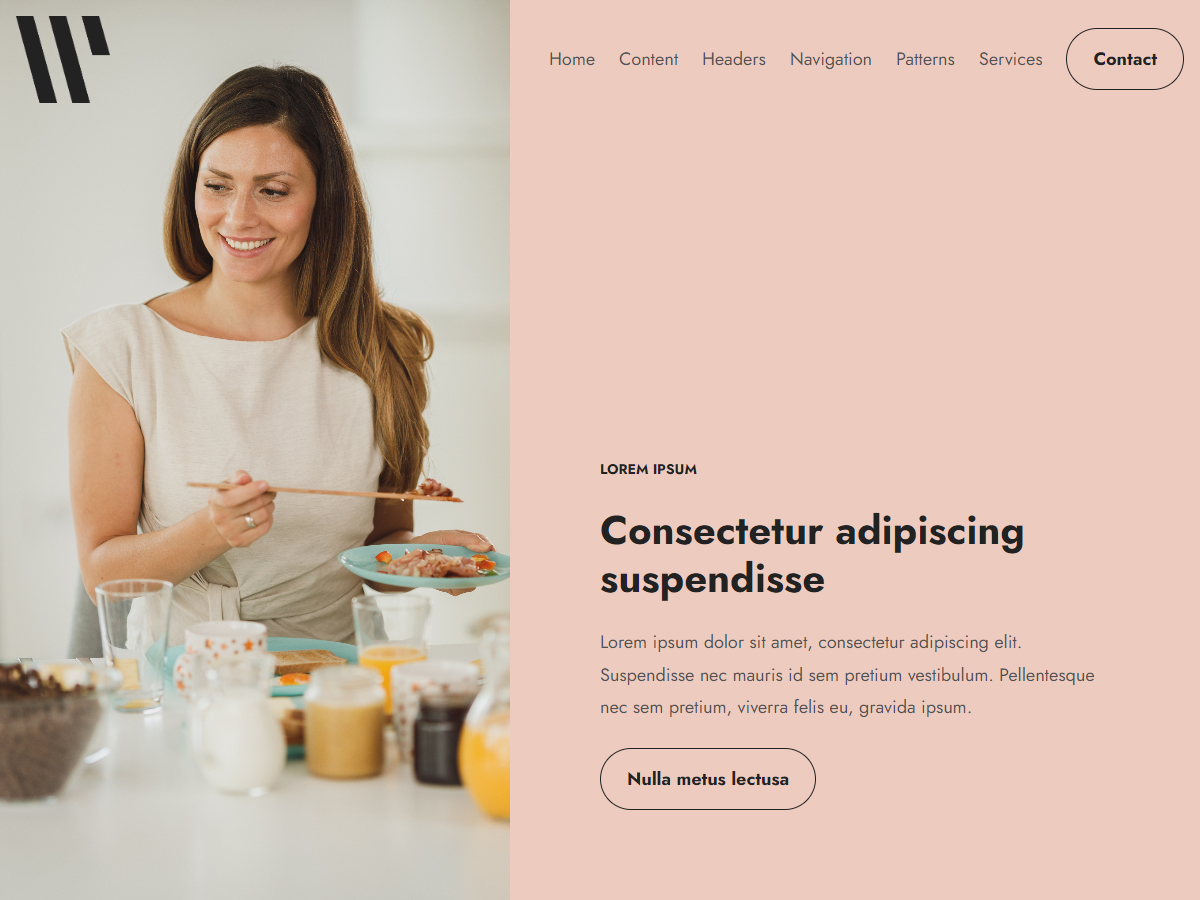 Home Content Headers Navigation Patterns Services Contact
LOREM IPSUM
Consectetur adipiscing
suspendisse
Lorem ipsum dolor sit amet, consectetur adipiscing elit.
Suspendisse nec mauris id sem pretium vestibulum. Pellentesque
nec sem pretium, viverra felis eu, gravida ipsum.
Nulla metus lectusa